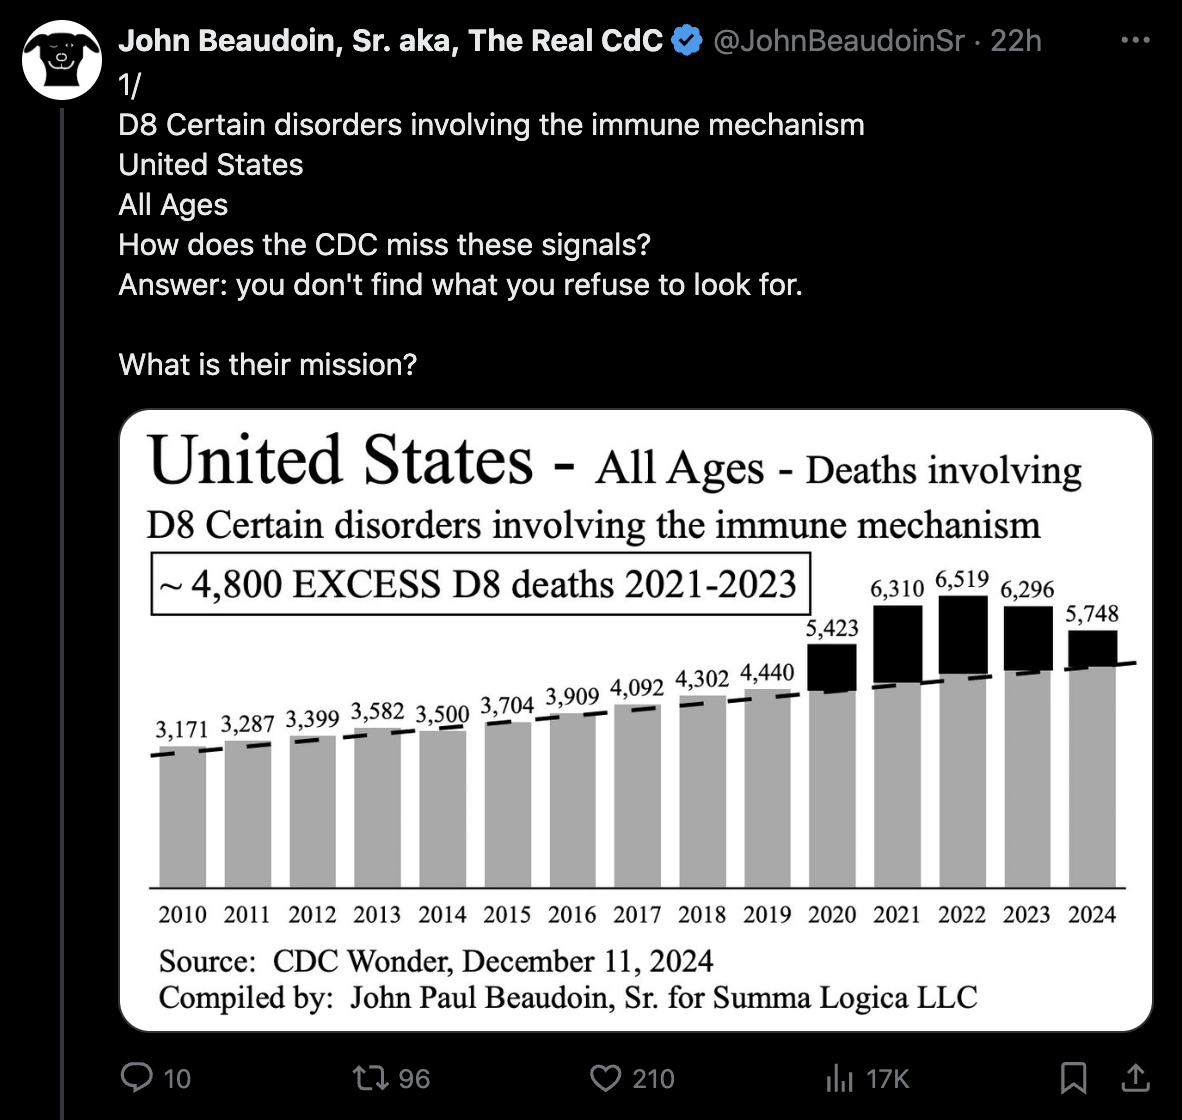 John Beaudoin, Sr. aka, The Real CdC @JohnBeaudoinSr · 22h
1/
D8 Certain disorders involving the immune mechanism
United States
All Ages
How does the CDC miss these signals?
Answer: you don't find what you refuse to look for.
What is their mission?
United States - All Ages - Deaths involving
D8 Certain disorders involving the immune mechanism
~ 4,800 EXCESS D8 deaths 2021-2023
3,171 3,287 3,399 3,582 3,500 3,704 3,909 4,092 4,302 4,440 5,423 6,310 6,519 6,296 5,748
2010 2011 2012 2013 2014 2015 2016 2017 2018 2019 2020 2021 2022 2023 2024
Source: CDC Wonder, December 11, 2024
Compiled by: John Paul Beaudoin, Sr. for Summa Logica LLC
10 96 210 17K